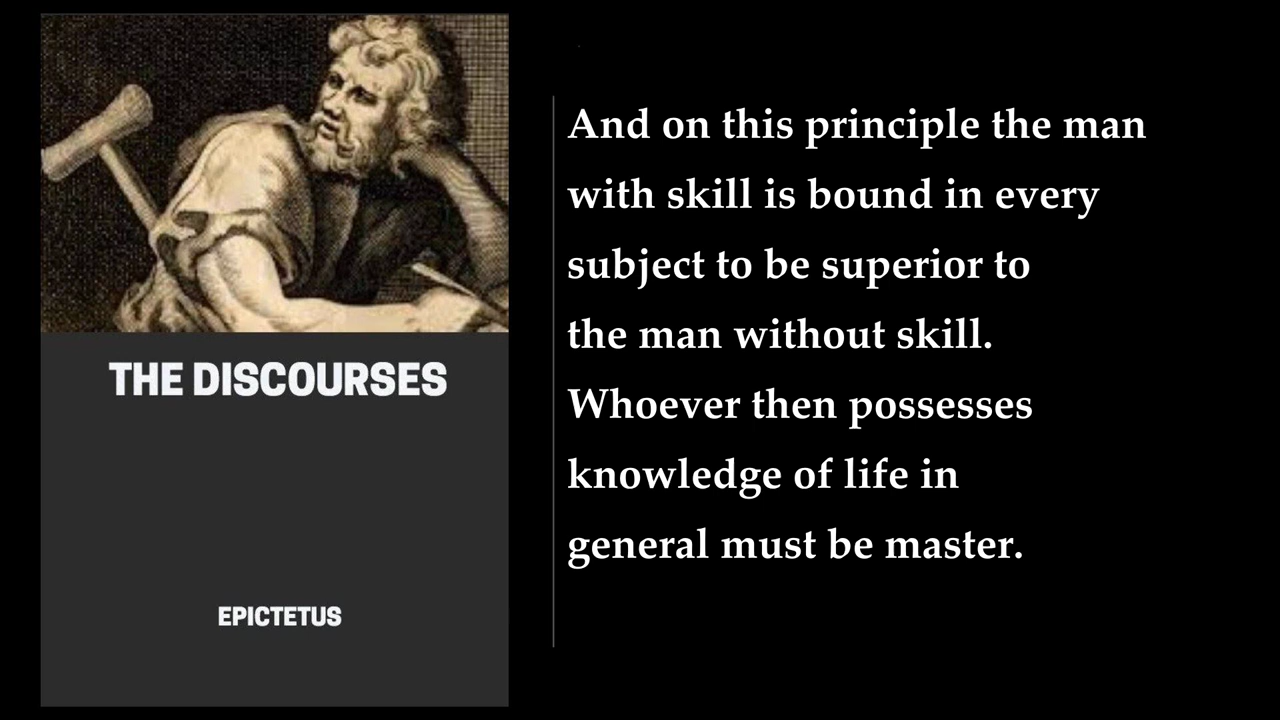 THE DISCOURSES
EPICTETUS
And on this principle the man
with skill is bound in every
subject to be superior to
the man without skill.
Whoever then possesses
knowledge of life in
general must be master.